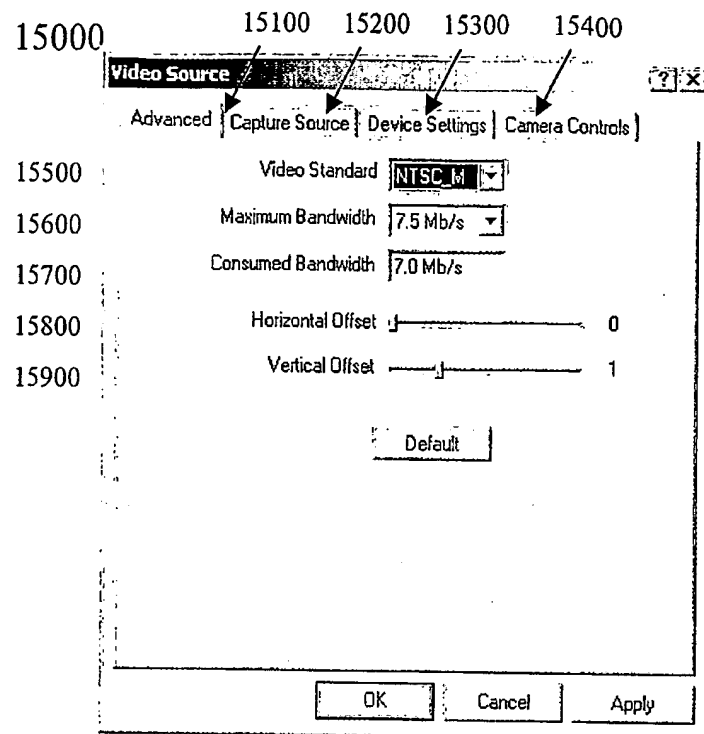 15100 15200 15300 15400
15000
Video Source ? ×
Advanced Capture Source Device Settings Camera Controls
15500 Video Standard NTSC_M
15600 Maximum Bandwidth 7.5 Mb/s
15700 Consumed Bandwidth 7.0 Mb/s
15800 Horizontal Offset 0
15900 Vertical Offset 1
Default
OK Cancel Apply